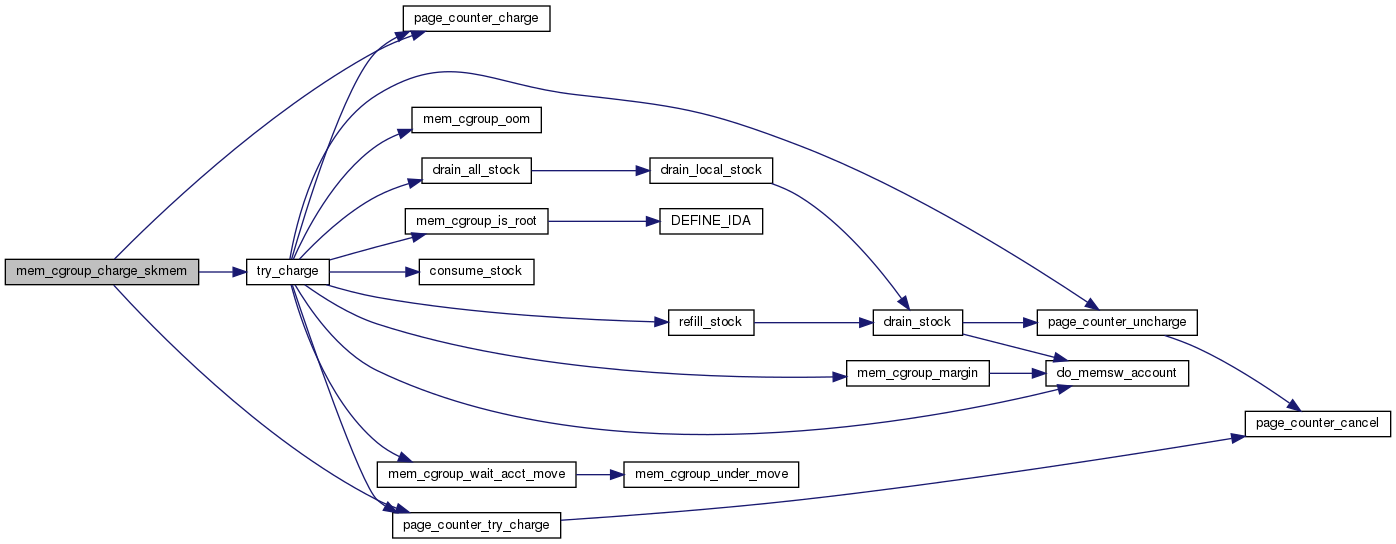 page_counter_charge
mem_cgroup_oom
drain_all_stock
drain_local_stock
mem_cgroup_is_root
DEFINE_IDA
mem_cgroup_charge_skmem
try_charge
consume_stock
refill_stock
drain_stock
page_counter_uncharge
mem_cgroup_margin
do_memsw_account
page_counter_cancel
mem_cgroup_wait_acct_move
mem_cgroup_under_move
page_counter_try_charge